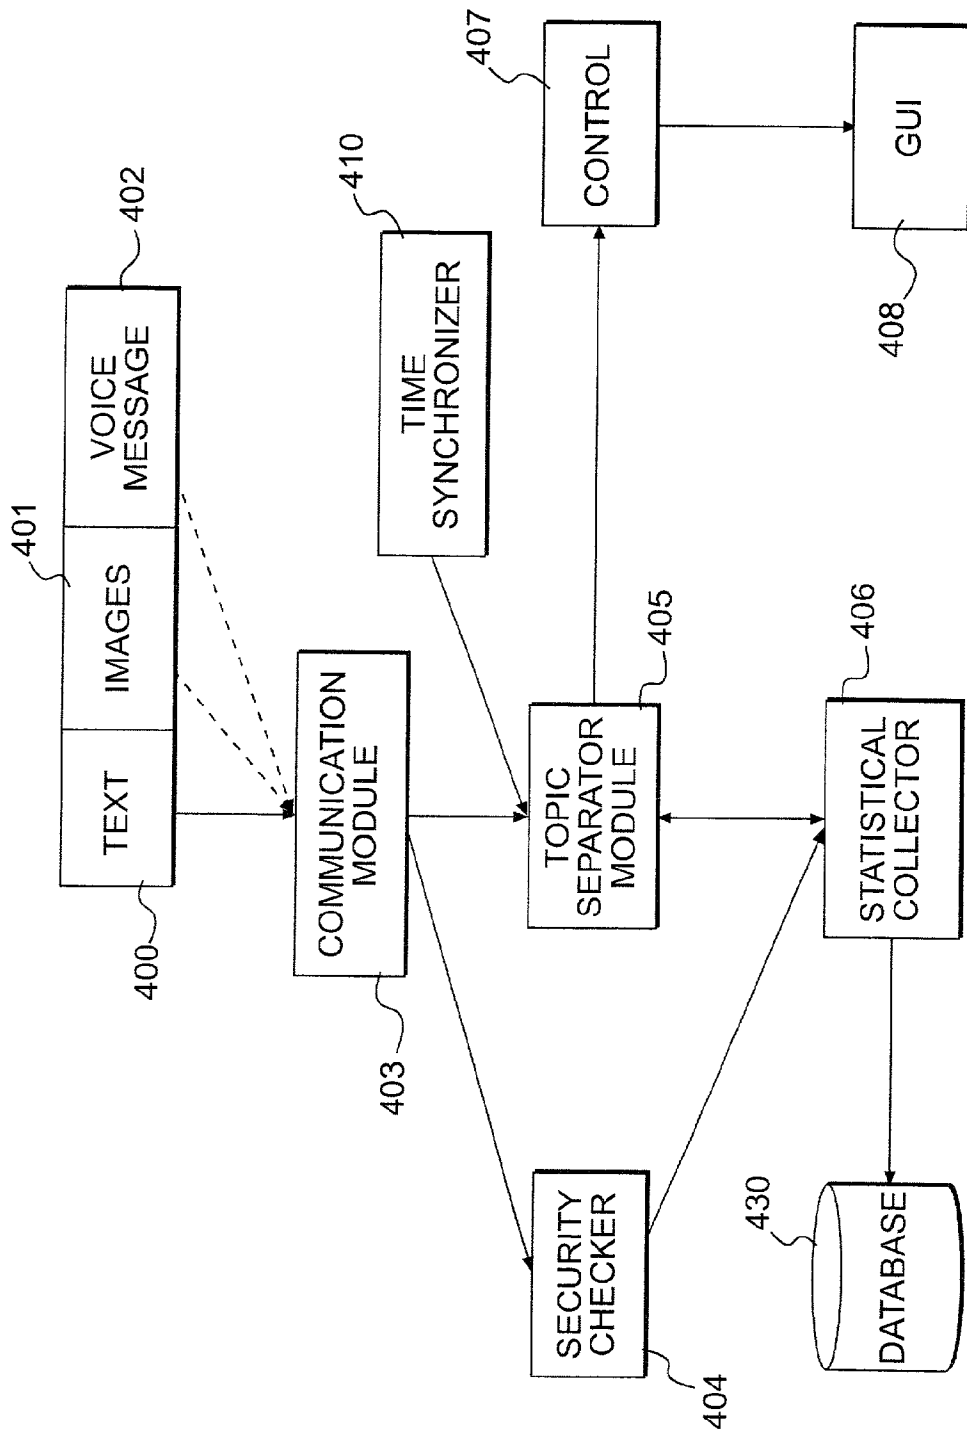 400
TEXT
401
IMAGES
402
VOICE
MESSAGE
403
COMMUNICATION
MODULE
410
TIME
SYNCHRONIZER
404
SECURITY
CHECKER
405
TOPIC
SEPARATOR
MODULE
407
CONTROL
430
DATABASE
406
STATISTICAL
COLLECTOR
408
GUI